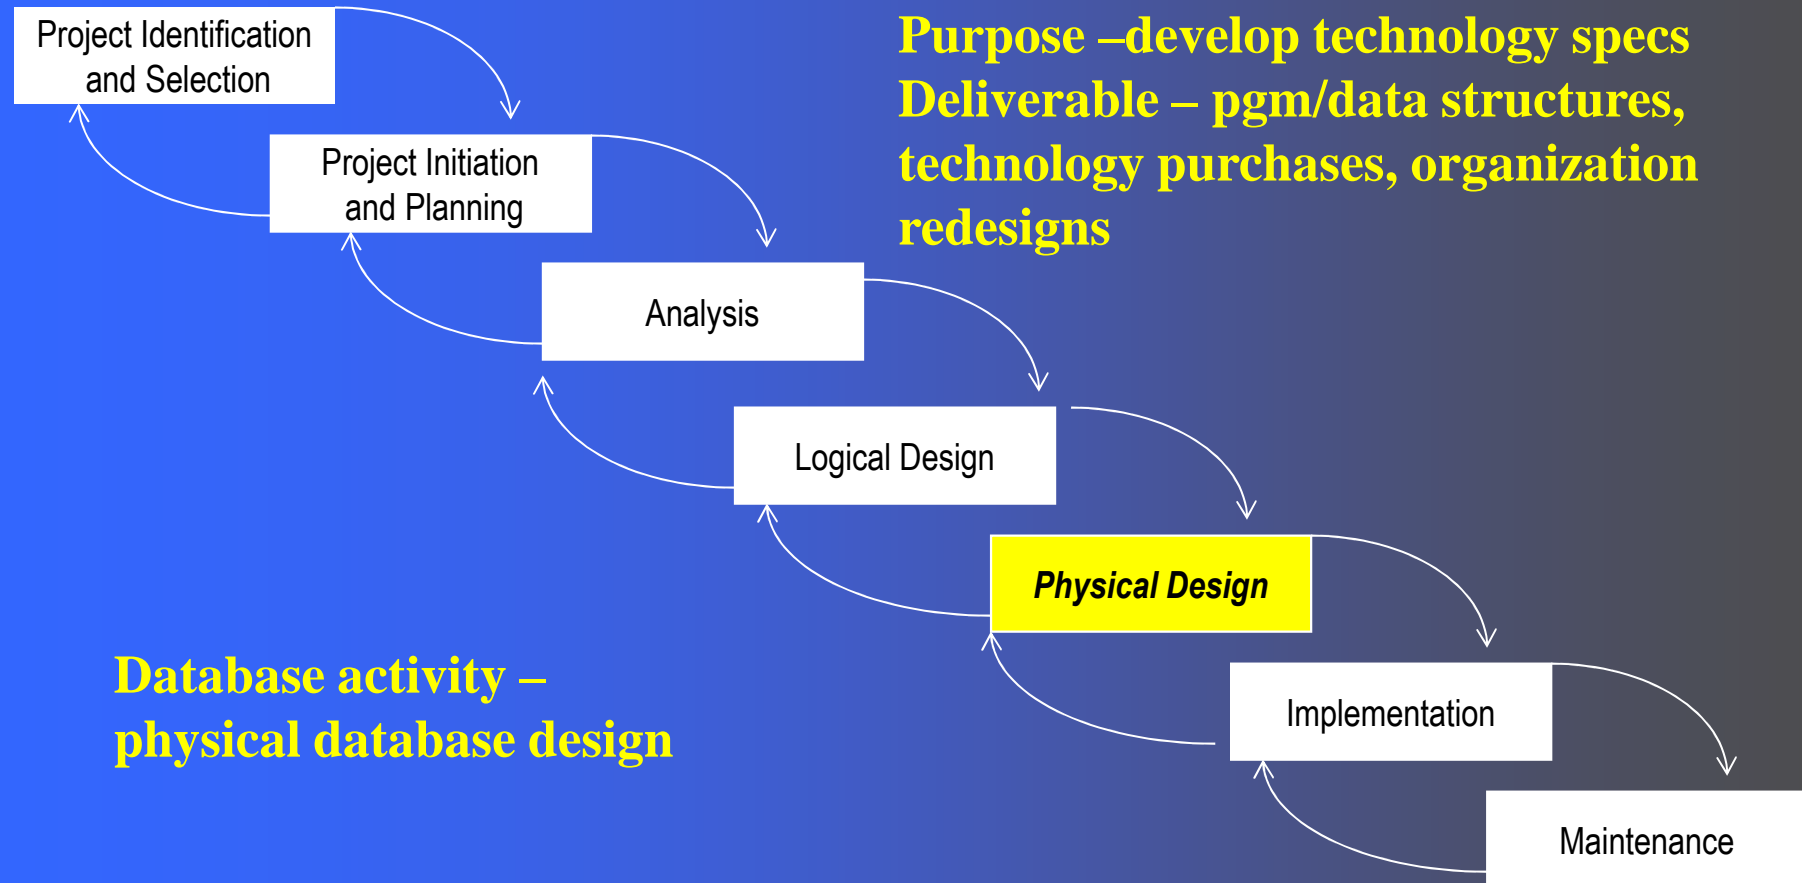 Project Identification
and Selection
Purpose –develop technology specs
Deliverable – pgm/data structures,
technology purchases, organization
redesigns
Project Initiation
and Planning
Analysis
Logical Design
Physical Design
Database activity –
physical database design
Implementation
Maintenance